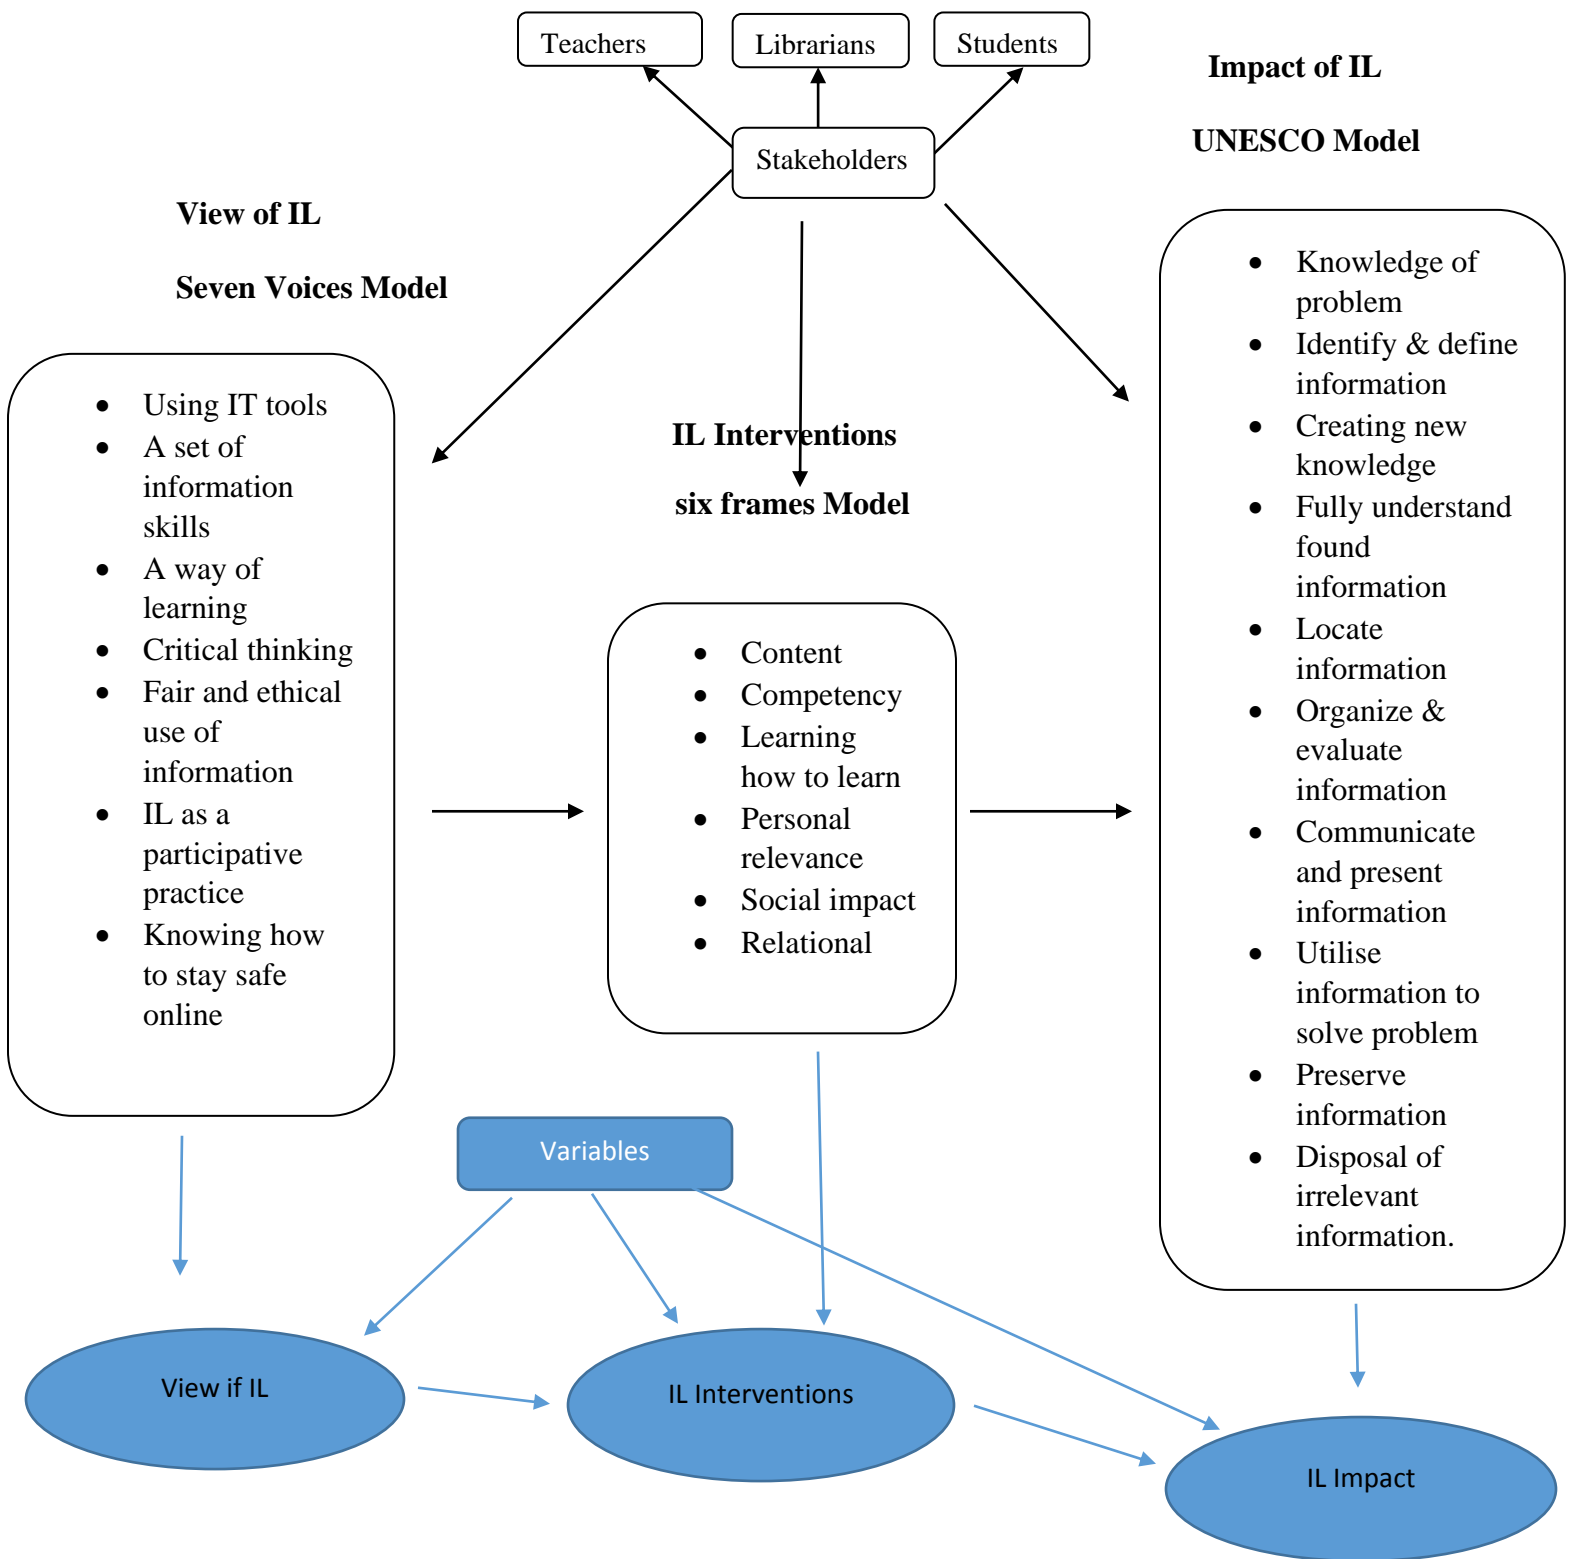 Teachers
Librarians
Students
Stakeholders
Impact of IL
UNESCO Model
View of IL
Seven Voices Model
• Using IT tools
• A set of
information
skills
• A way of
learning
• Critical thinking
• Fair and ethical
use of
information
• IL as a
participative
practice
• Knowing how
to stay safe
online
IL Interventions
six frames Model
• Content
• Competency
• Learning
how to learn
• Personal
relevance
• Social impact
• Relational
• Knowledge of
problem
• Identify & define
information
• Creating new
knowledge
• Fully understand
found
information
• Locate
information
• Organize &
evaluate
information
• Communicate
and present
information
• Utilise
information to
solve problem
• Preserve
information
• Disposal of
irrelevant
information.
Variables
View if IL
IL Interventions
IL Impact